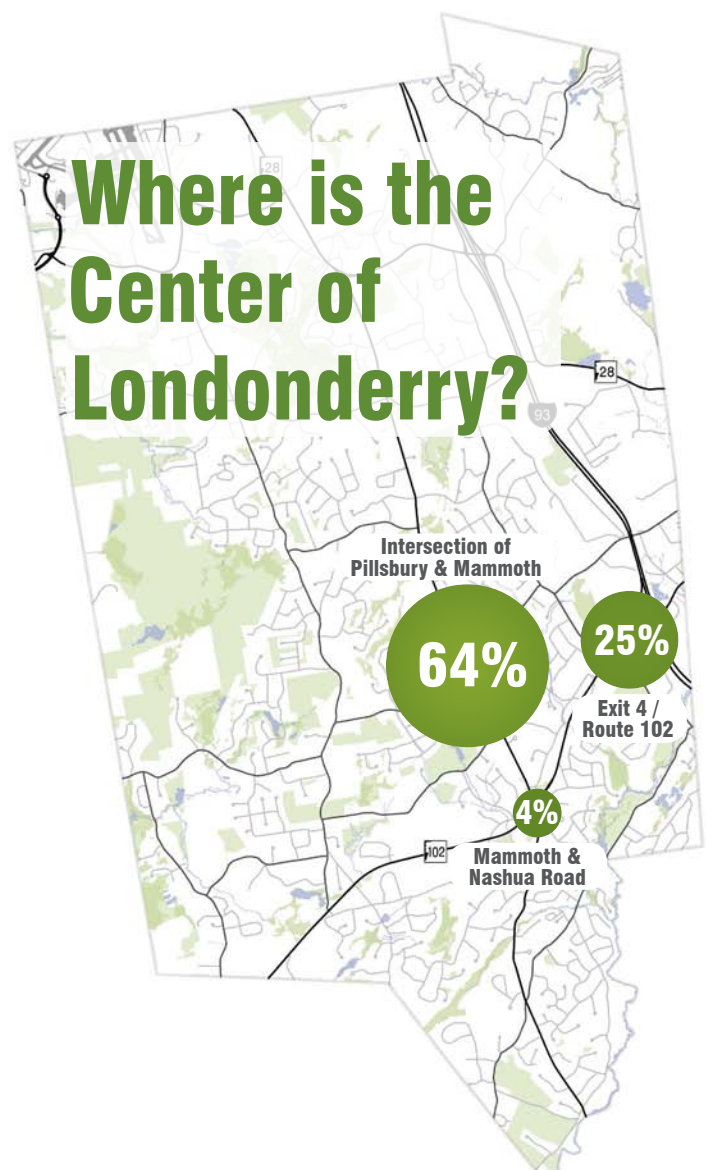 28
Where is the
Center of
Londonderry?
28
93
Intersection of
Pillsbury & Mammoth
64%
25%
Exit 4 /
Route 102
4%
102
Mammoth &
Nashua Road